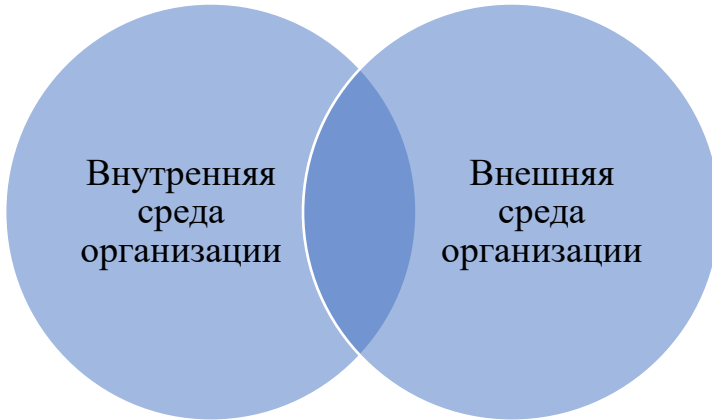 Внутренняя
среда
организации
Внешняя
среда
организации